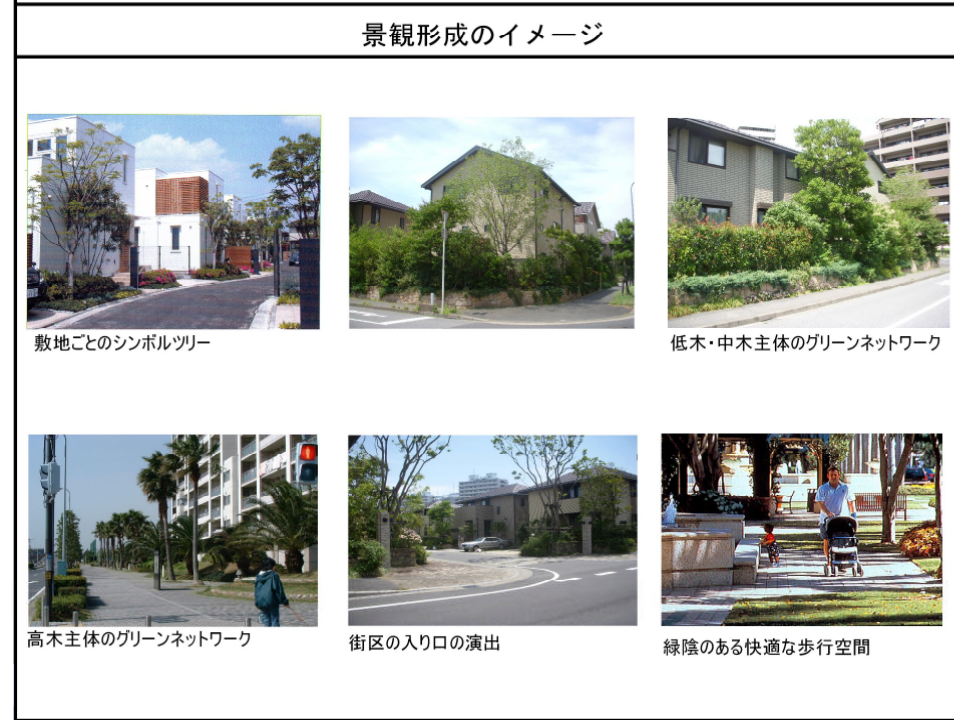 景観形成のイメージ
敷地ごとのシンボルツリー
低木・中木主体のグリーンネットワーク
高木主体のグリーンネットワーク
街区の入り口の演出
緑陰のある快適な歩行空間